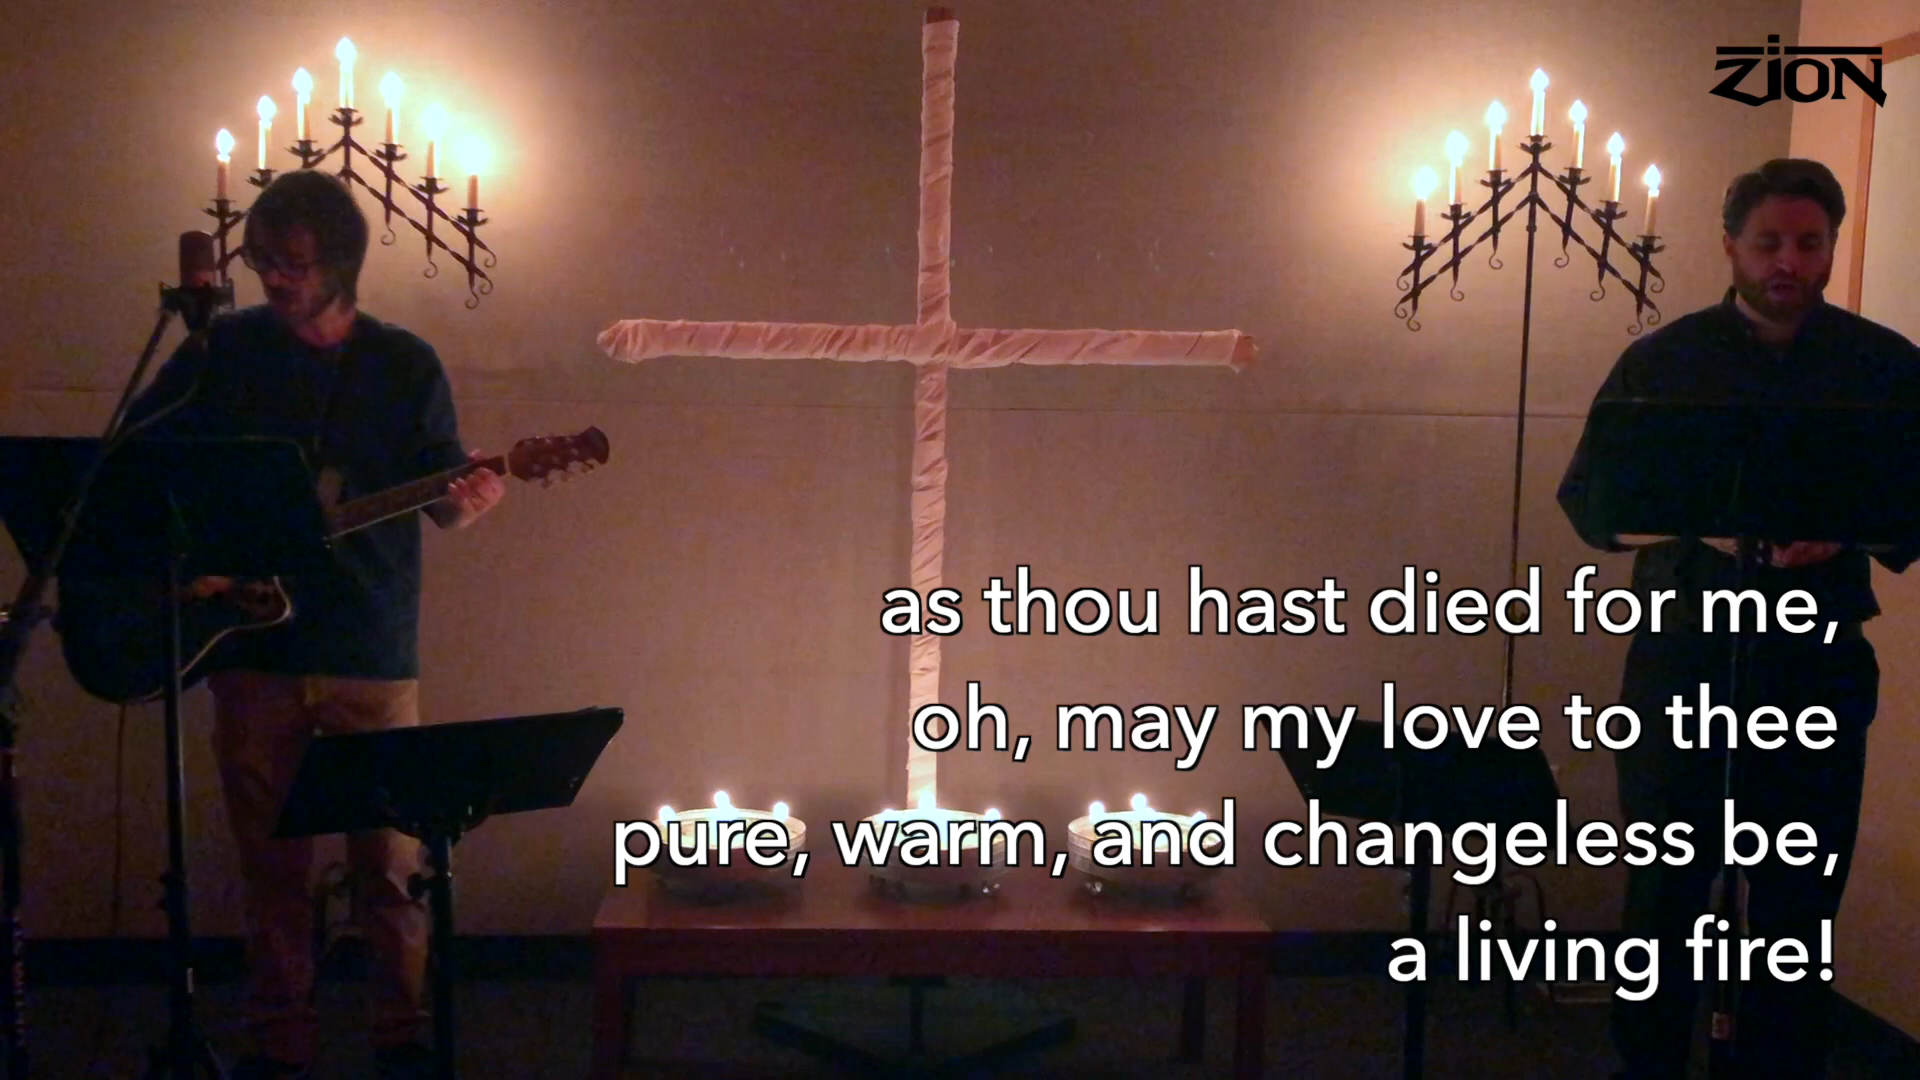 ZION
as thou hast died for me,
oh, may my love to thee
pure, warm, and changeless be,
a living fire!